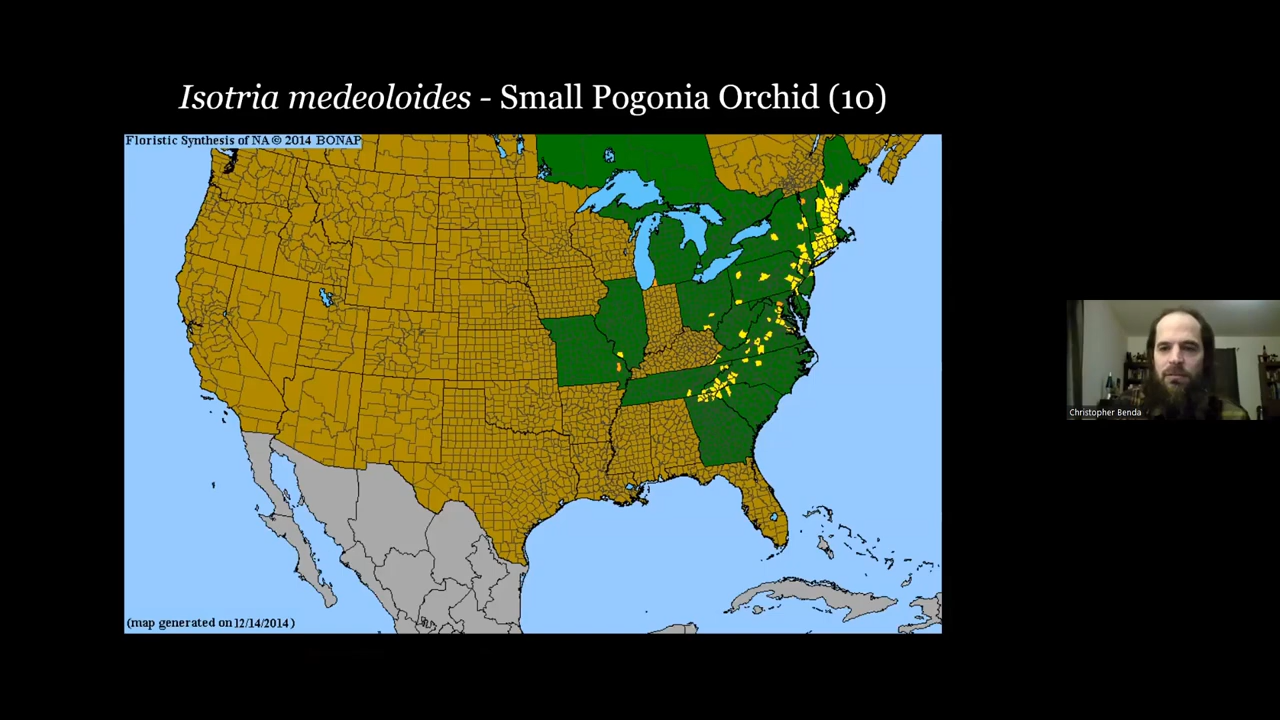 Isotria medeoloides - Small Pogonia Orchid (10)
Floristic Synthesis of NA © 2014 BONAP
Christopher Benda
(map generated on 12/14/2014)